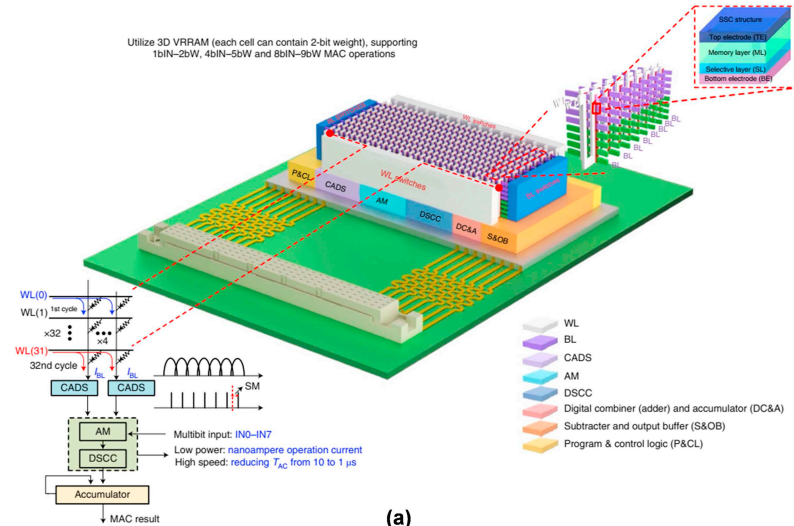 Utilize 3D VRRAM (each cell can contain 2-bit weight), supporting
1bIN–2bW, 4bIN–5bW and 8bIN–9bW MAC operations
SSC structure
Top electrode (TE)
Memory layer (ML)
Selective layer (SL)
Bottom electrode (BE)
BL
BL
BL
BL
BL
BL
BL
BL
WL switches
WL switches
P&CL
CADS
AM
DSCC
DC&A
S&OB
WL(0)
1st cycle
WL(1)
×32
×4
WL(31)
32nd cycle
I_BL
I_BL
CADS
CADS
SM
AM
Multibit input: IN0–IN7
DSCC
Low power: nanoampere operation current
High speed: reducing T_AC from 10 to 1 μs
Accumulator
MAC result
WL
BL
CADS
AM
DSCC
Digital combiner (adder) and accumulator (DC&A)
Subtracter and output buffer (S&OB)
Program & control logic (P&CL)
(a)